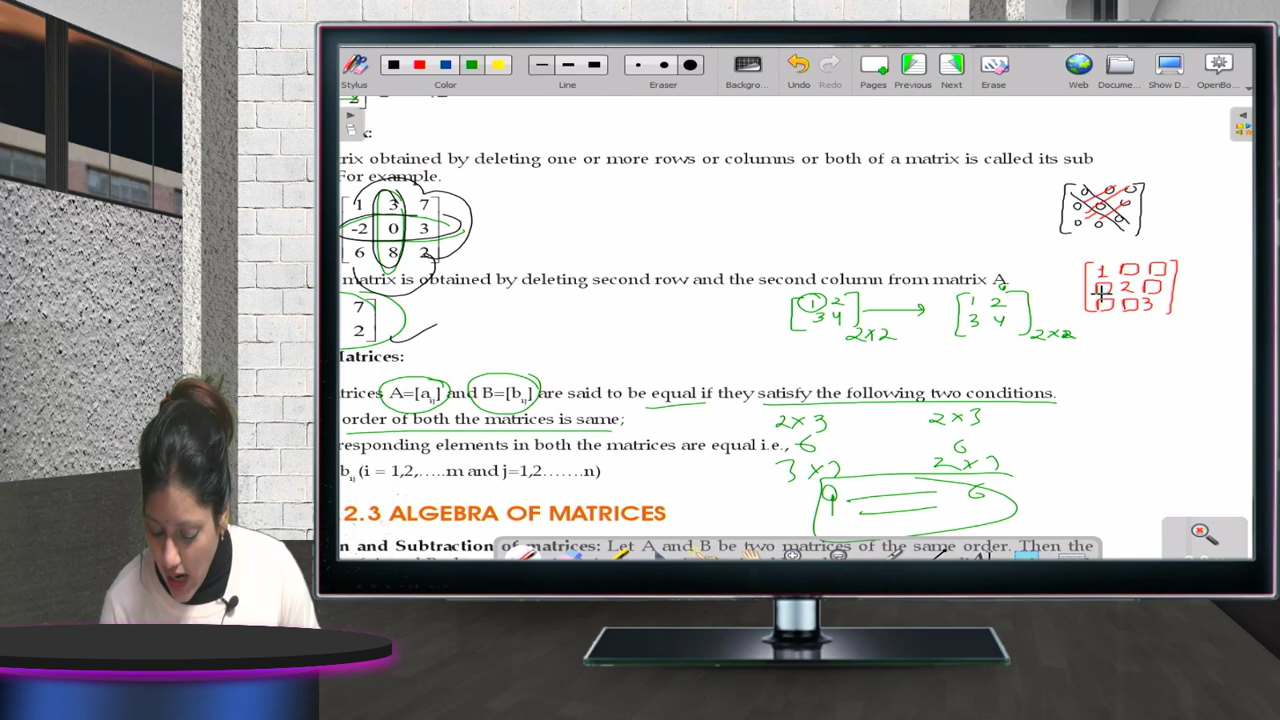 Stylus Color Line Eraser Backgro... Undo Redo Pages Previous Next Erase Web Docume... Show D... OpenBo...
rix obtained by deleting one or more rows or columns or both of a matrix is called its sub
For example.
1 3 7
-2 0 3
6 8 2
matrix is obtained by deleting second row and the second column from matrix A
1 2
3 4
2×2
1 2
3 4
1
2
3
7
2
Matrices:
trices A=[aij] and B=[bij] are said to be equal if they satisfy the following two conditions.
order of both the matrices is same;
2×3 2×3
responding elements in both the matrices are equal i.e.,
6 6
bij (i = 1,2,.....m and j=1,2.......n)
9 6
2.3 ALGEBRA OF MATRICES
n and Subtraction of matrices: Let A and B be two matrices of the same order. Then the